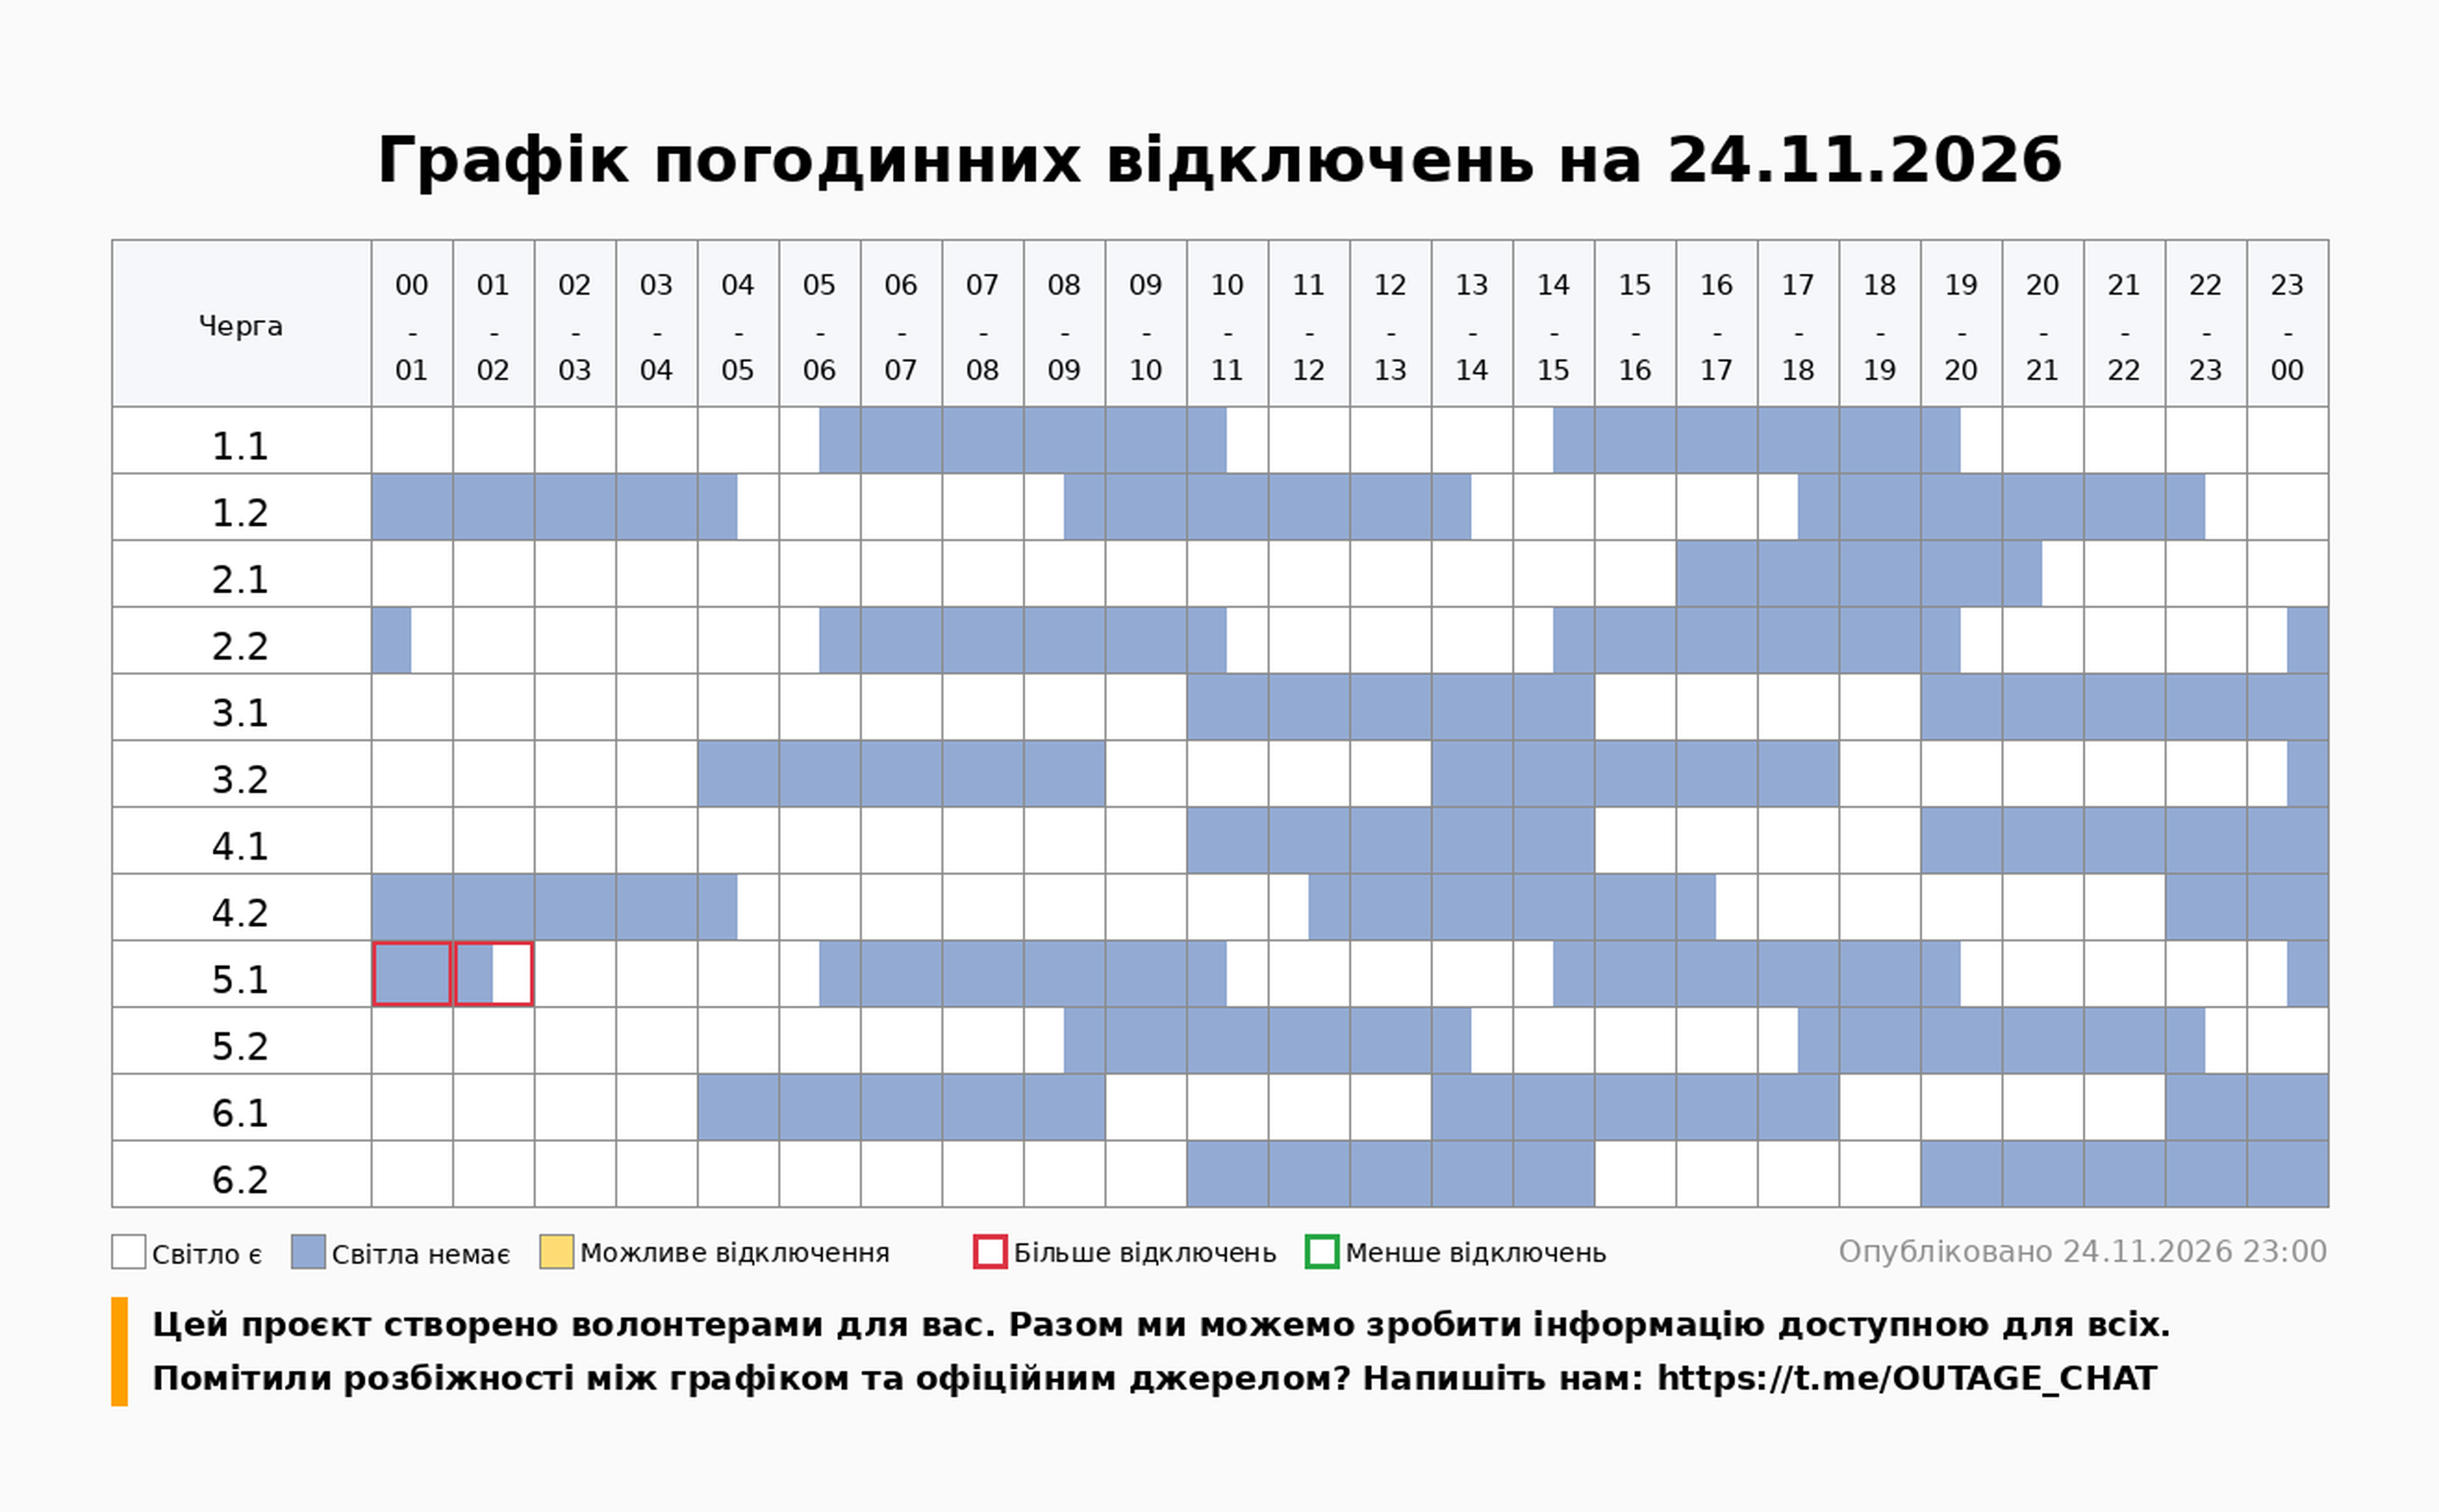 Графік погодинних відключень на 24.11.2026
Черга 00 - 01 01 - 02 02 - 03 03 - 04 04 - 05 05 - 06 06 - 07 07 - 08 08 - 09 09 - 10 10 - 11 11 - 12 12 - 13 13 - 14 14 - 15 15 - 16 16 - 17 17 - 18 18 - 19 19 - 20 20 - 21 21 - 22 22 - 23 23 - 00
1.1
1.2
2.1
2.2
3.1
3.2
4.1
4.2
5.1
5.2
6.1
6.2
Світло є Світла немає Можливе відключення Більше відключень Менше відключень Опубліковано 24.11.2026 23:00
Цей проєкт створено волонтерами для вас. Разом ми можемо зробити інформацію доступною для всіх.
Помітили розбіжності між графіком та офіційним джерелом? Напишіть нам: https://t.me/OUTAGE_CHAT